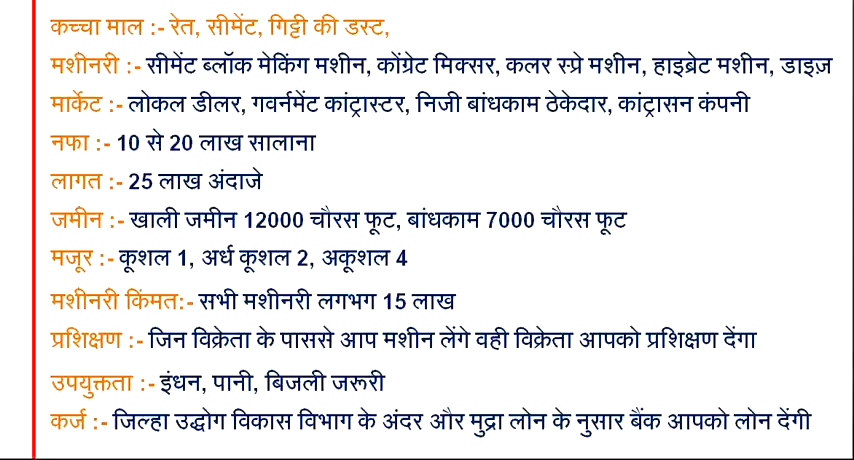 कच्चा माल :- रेत, सीमेंट, गिट्टी की डस्ट,
मशीनरी :- सीमेंट ब्लॉक मेकिंग मशीन, कोंग्रेट मिक्सर, कलर स्प्रे मशीन, हाइब्रेट मशीन, डाइज़
मार्केट :- लोकल डीलर, गवर्नमेंट कांट्रास्टर, निजी बांधकाम ठेकेदार, कांट्रासन कंपनी
नफा :- 10 से 20 लाख सालाना
लागत :- 25 लाख अंदाजे
जमीन :- खाली जमीन 12000 चौरस फूट, बांधकाम 7000 चौरस फूट
मजूर :- कूशल 1, अर्ध कूशल 2, अकूशल 4
मशीनरी किंमत:- सभी मशीनरी लगभग 15 लाख
प्रशिक्षण :- जिन विक्रेता के पाससे आप मशीन लेंगे वही विक्रेता आपको प्रशिक्षण देंगा
उपयुक्तता :- इंधन, पानी, बिजली जरूरी
कर्ज :- जिल्हा उद्धोग विकास विभाग के अंदर और मुद्रा लोन के नुसार बैंक आपको लोन देंगी